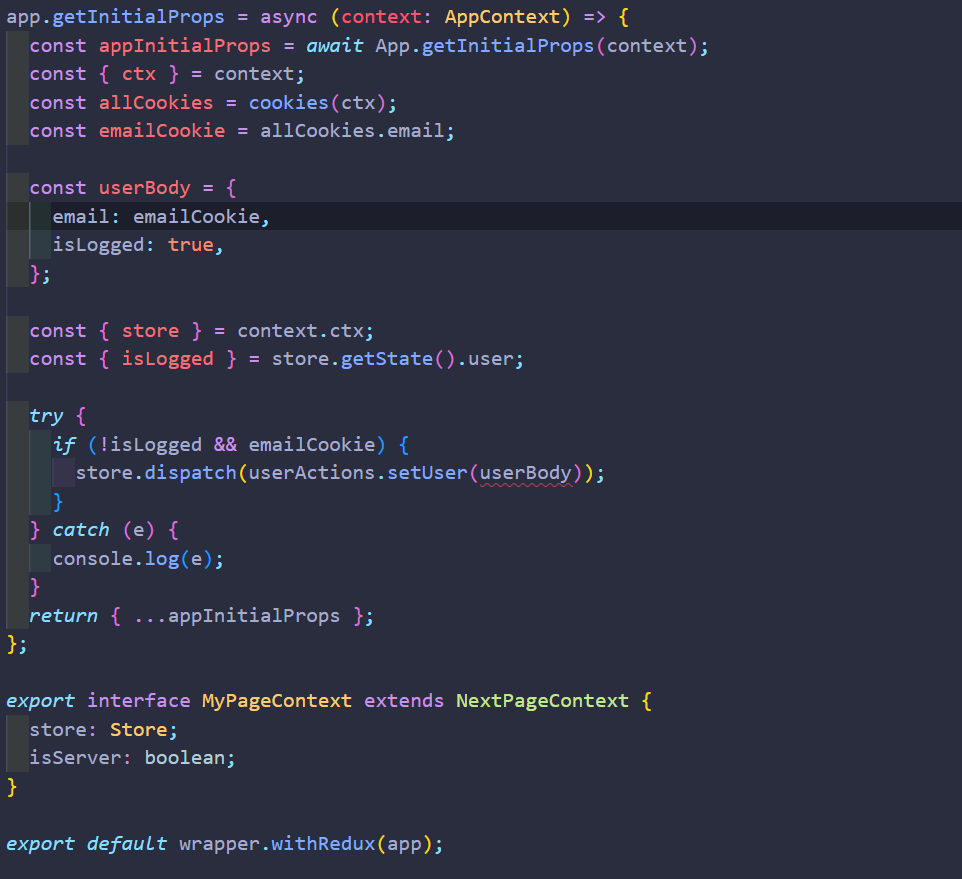 app.getInitialProps = async (context: AppContext) => {
  const appInitialProps = await App.getInitialProps(context);
  const { ctx } = context;
  const allCookies = cookies(ctx);
  const emailCookie = allCookies.email;

  const userBody = {
    email: emailCookie,
    isLogged: true,
  };

  const { store } = context.ctx;
  const { isLogged } = store.getState().user;

  try {
    if (!isLogged && emailCookie) {
      store.dispatch(userActions.setUser(userBody));
    }
  } catch (e) {
    console.log(e);
  }
  return { ...appInitialProps };
};

export interface MyPageContext extends NextPageContext {
  store: Store;
  isServer: boolean;
}

export default wrapper.withRedux(app);